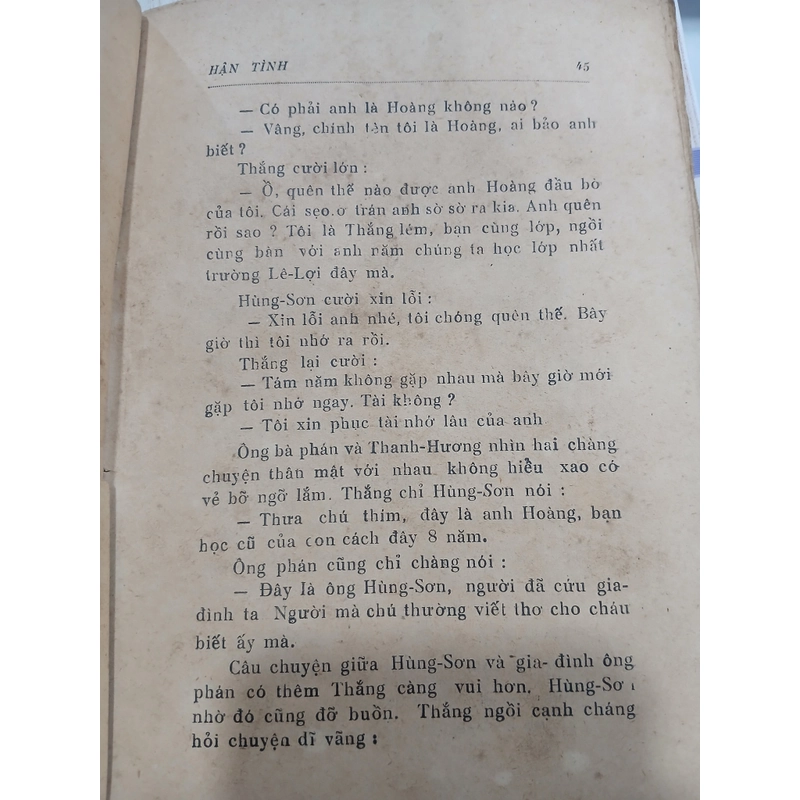 HẬN TÌNH 45
— Có phải anh là Hoàng không nào ?
— Vâng, chính tên tôi là Hoàng, ai bảo anh
biết ?
Thắng cười lớn :
— Ồ, quên thế nào được anh Hoàng đầu bò
của tôi. Cái sẹo.ơ trán anh sờ sờ ra kia. Anh quên
rồi sao ? Tôi là Thắng lém, bạn cùng lớp, ngồi
cùng bàn với anh năm chúng ta học lớp nhất
trường Lê-Lợi đây mà.
Hùng-Sơn cười xin lỗi :
— Xin lỗi anh nhé, tôi chóng quên thế. Bây
giờ thì tôi nhớ ra rồi.
Thắng lại cười :
— Tám năm không gặp nhau mà bây giờ mới
gặp tôi nhớ ngay. Tài không ?
— Tôi xin phục tài nhớ lâu của anh
Ông bà phán và Thanh-Hương nhìn hai chàng
chuyện thân mật với nhau không hiểu xao có
vẻ bỡ ngỡ lắm. Thắng chỉ Hùng-Sơn nói :
— Thưa chú thím, đây là anh Hoàng, bạn
học cũ của con cách đây 8 năm.
Ông phán cũng chỉ chàng nói :
— Đây là ông Hùng-Sơn, người đã cứu gia-
đình ta Người mà chú thường viết thơ cho cháu
biết ấy mà.
Câu chuyện giữa Hùng-Sơn và gia-đình ông
phán có thêm Thắng càng vui hơn. Hùng-Sơn
nhờ đó cũng đỡ buồn. Thắng ngồi cạnh cháng
hỏi chuyện dĩ vãng :